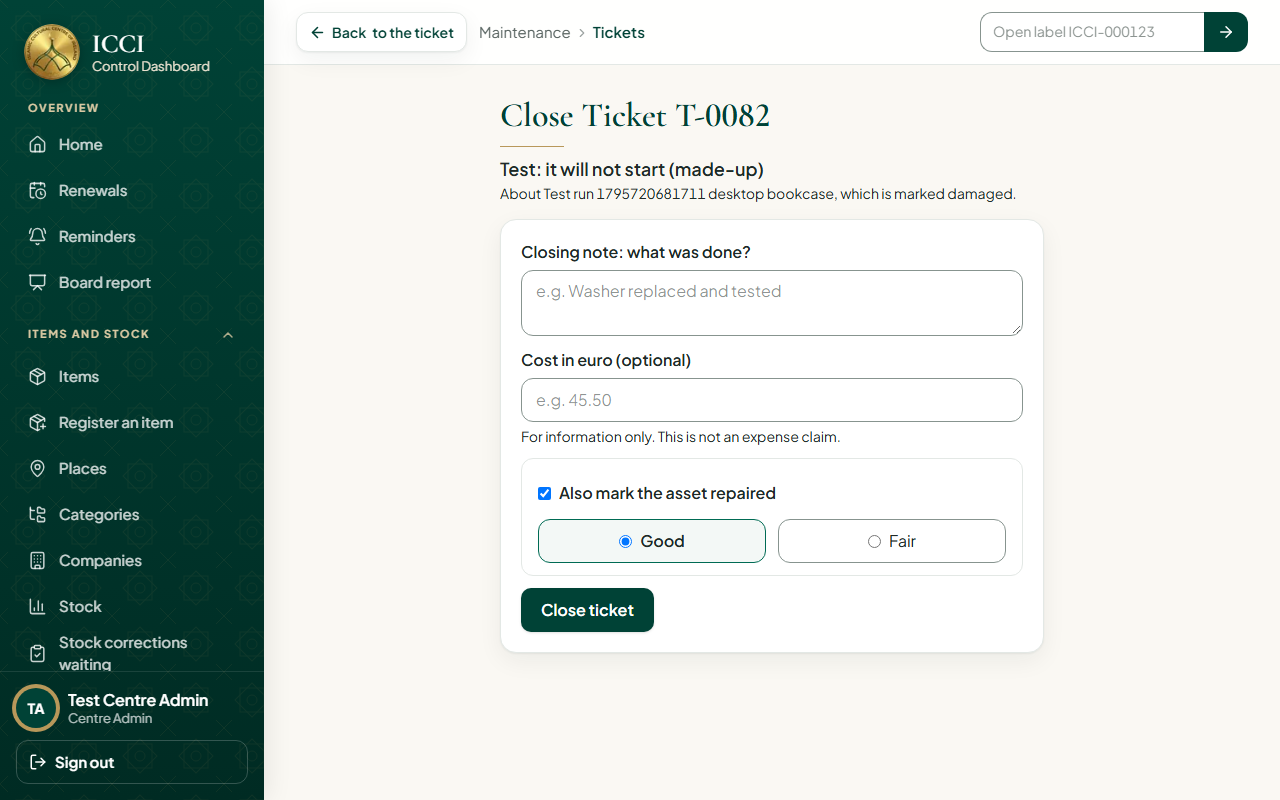 ICCI
Control Dashboard
OVERVIEW
Home
Renewals
Reminders
Board report
ITEMS AND STOCK
Items
Register an item
Places
Categories
Companies
Stock
Stock corrections
waiting
TA
Test Centre Admin
Centre Admin
Sign out
Back to the ticket
Maintenance
Tickets
Open label ICCI-000123
Close Ticket T-0082
Test: it will not start (made-up)
About Test run 1795720681711 desktop bookcase, which is marked damaged.
Closing note: what was done?
e.g. Washer replaced and tested
Cost in euro (optional)
e.g. 45.50
For information only. This is not an expense claim.
Also mark the asset repaired
Good
Fair
Close ticket